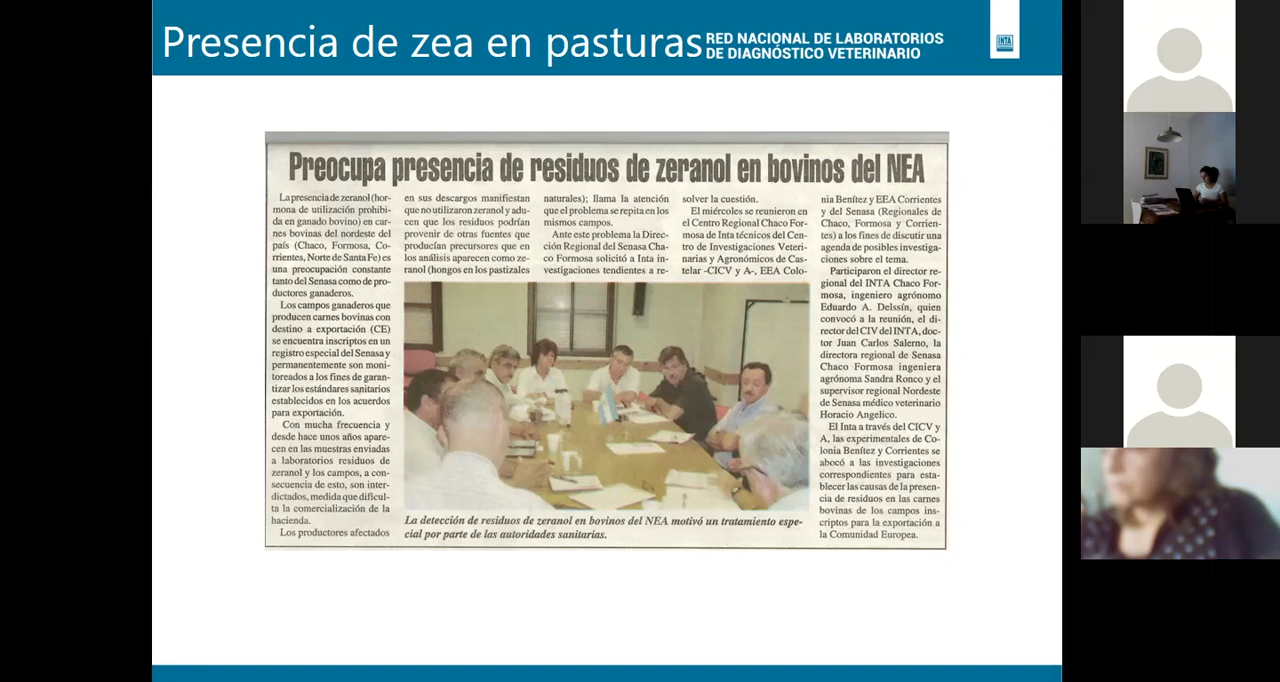 Presencia de zea en pasturas
RED NACIONAL DE LABORATORIOS
DE DIAGNÓSTICO VETERINARIO
INTA
Preocupa presencia de residuos de zeranol en bovinos del NEA
La presencia de zeranol (hor-
mona de utilización prohibi-
da en ganado bovino) en car-
nes bovinas del nordeste del
país (Chaco, Formosa, Co-
rrientes, Norte de Santa Fe) es
una preocupación constante
tanto del Senasa como de pro-
ductores ganaderos.
Los campos ganaderos que
producen carnes bovinas con
destino a exportación (CE)
se encuentra inscriptos en un
registro especial del Senasa y
permanentemente son moni-
toreados a los fines de garan-
tizar los estándares sanitarios
establecidos en los acuerdos
para exportación.
Con mucha frecuencia y
desde hace unos años apare-
cen en las muestras enviadas
a laboratorios residuos de
zeranol y los campos, a con-
secuencia de esto, son inter-
dictados, medida que dificul-
ta la comercialización de la
hacienda.
Los productores afectados
en sus descargos manifiestan
que no utilizaron zeranol y adu-
cen que los residuos podrían
provenir de otras fuentes que
producían precursores que en
los análisis aparecen como ze-
ranol (hongos en los pastizales
naturales); llama la atención
que el problema se repita en los
mismos campos.
Ante este problema la Direc-
ción Regional del Senasa Cha-
co Formosa solicitó a Inta in-
vestigaciones tendientes a re-
solver la cuestión.
El miércoles se reunieron en
el Centro Regional Chaco For-
mosa de Inta técnicos del Cen-
tro de Investigaciones Veteri-
narias y Agronómicos de Cas-
telar -CICV y A-, EEA Colo-
nia Benítez y EEA Corrientes
y del Senasa (Regionales de
Chaco, Formosa y Corrien-
tes) a los fines de discutir una
agenda de posibles investiga-
ciones sobre el tema.
Participaron el director re-
gional del INTA Chaco For-
mosa, ingeniero agrónomo
Eduardo A. Delssín, quien
convocó a la reunión, el di-
rector del CIV del INTA, doc-
tor Juan Carlos Salerno, la
directora regional de Senasa
Chaco Formosa ingeniera
agrónoma Sandra Ronco y el
supervisor regional Nordeste
de Senasa médico veterinario
Horacio Angelico.
El Inta a través del CICV y
A, las experimentales de Co-
lonia Benítez y Corrientes se
abocó a las investigaciones
correspondientes para esta-
blecer las causas de la presen-
cia de residuos en las carnes
bovinas de los campos ins-
criptos para la exportación a
la Comunidad Europea.
La detección de residuos de zeranol en bovinos del NEA motivó un tratamiento espe-
cial por parte de las autoridades sanitarias.